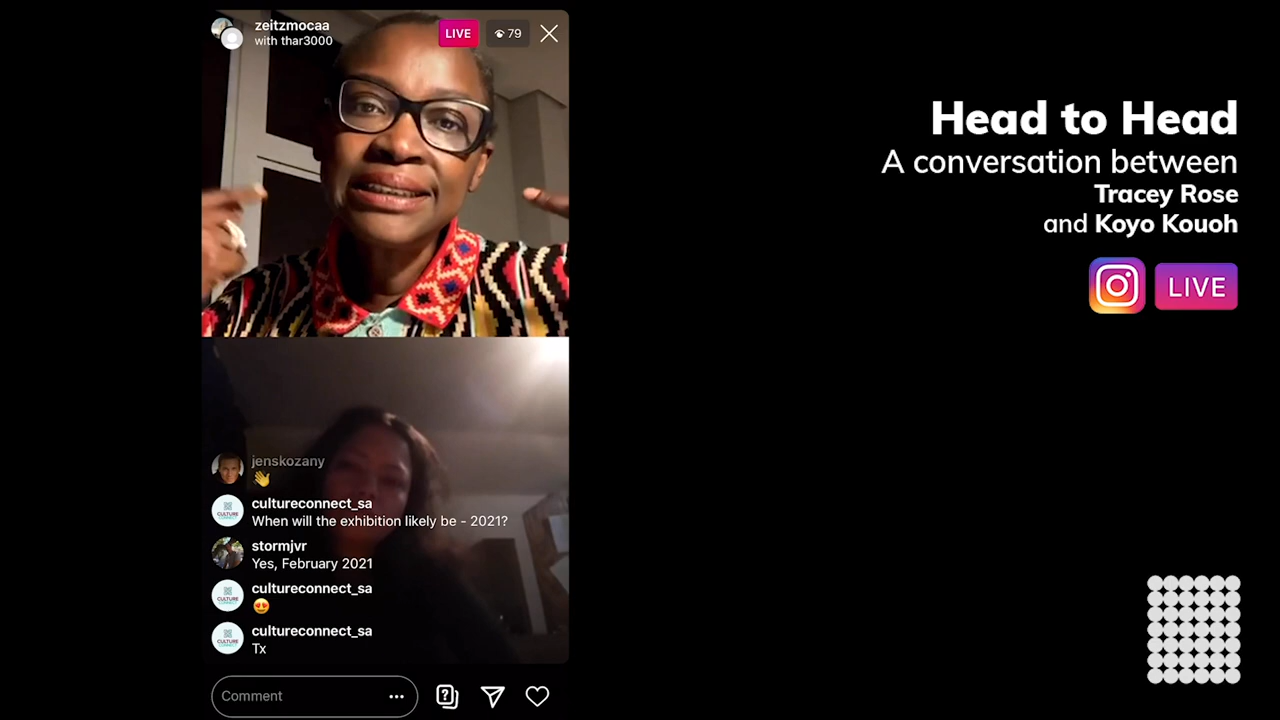 zeitzmocaa
with thar3000
LIVE
79
Head to Head
A conversation between
Tracey Rose
and Koyo Kouoh
LIVE
jenskozany
👋
cultureconnect_sa
When will the exhibition likely be - 2021?
stormjvr
Yes, February 2021
cultureconnect_sa
😍
cultureconnect_sa
Tx
Comment